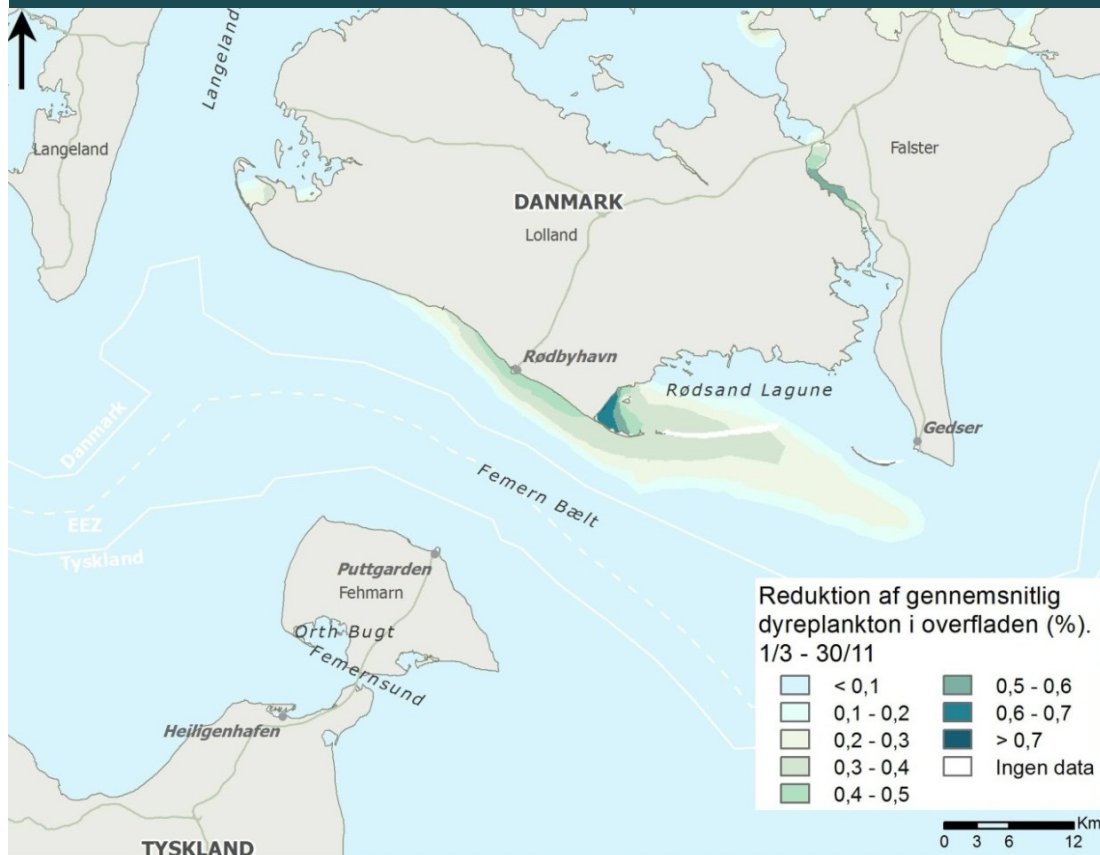 Langeland
Langeland
Falster
DANMARK
Lolland
Rødbyhavn
Rødsand Lagune
Gedser
Danmark
Femern Bælt
EEZ
Tyskland
Puttgarden
Fehmarn
Orth Bugt
Femernsund
Heiligenhafen
TYSKLAND
Reduktion af gennemsnitlig
dyreplankton i overfladen (%).
1/3 - 30/11
< 0,1
0,1 - 0,2
0,2 - 0,3
0,3 - 0,4
0,4 - 0,5
0,5 - 0,6
0,6 - 0,7
> 0,7
Ingen data
Km
0 3 6 12